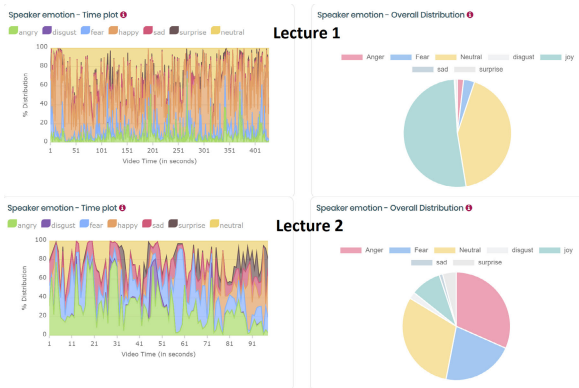 Speaker emotion - Time plot
Lecture 1
Speaker emotion - Overall Distribution
angry disgust fear happy sad surprise neutral
Anger Fear Neutral disgust joy
sad surprise
100
80
60
40
20
0
% Distribution
1 51 101 151 201 251 301 351 401
Video Time (in seconds)
Speaker emotion - Time plot
Lecture 2
Speaker emotion - Overall Distribution
angry disgust fear happy sad surprise neutral
Anger Fear Neutral disgust joy
sad surprise
100
80
60
40
20
0
% Distribution
1 11 21 31 41 51 61 71 81 91
Video Time (in seconds)